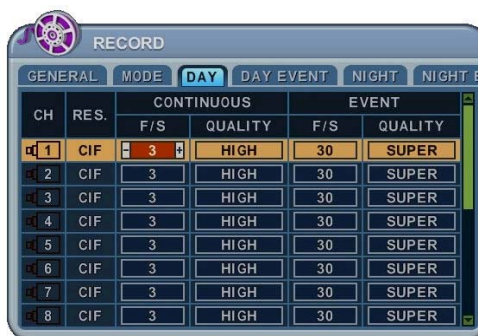 RECORD
GENERAL MODE DAY DAY EVENT NIGHT NIGHT
CH RES. CONTINUOUS EVENT
F/S QUALITY F/S QUALITY
1 CIF - 3 + HIGH 30 SUPER
2 CIF 3 HIGH 30 SUPER
3 CIF 3 HIGH 30 SUPER
4 CIF 3 HIGH 30 SUPER
5 CIF 3 HIGH 30 SUPER
6 CIF 3 HIGH 30 SUPER
7 CIF 3 HIGH 30 SUPER
8 CIF 3 HIGH 30 SUPER